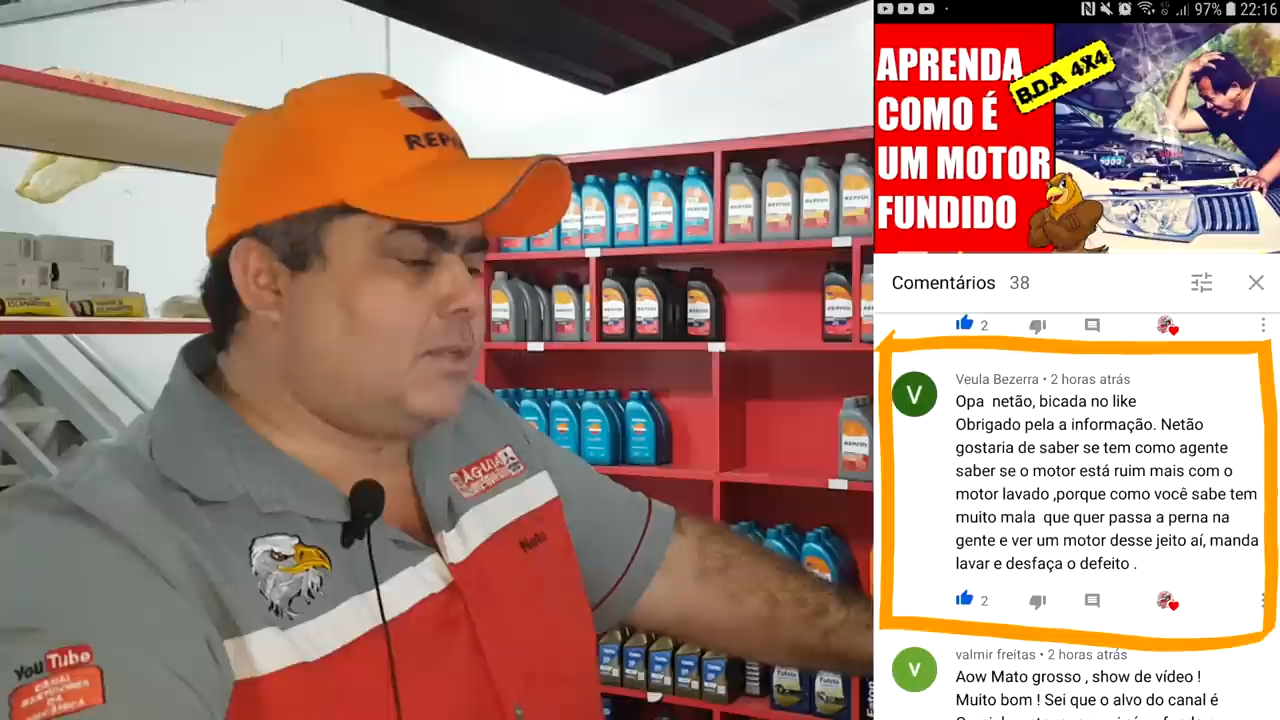 REPSOL
AGUIA
Neto
YouTube
97% 22:16
APRENDA
COMO É
UM MOTOR
FUNDIDO
B.D.A 4X4
Comentários 38
2
Veula Bezerra • 2 horas atrás
Opa netão, bicada no like
Obrigado pela a informação. Netão
gostaria de saber se tem como agente
saber se o motor está ruim mais com o
motor lavado ,porque como você sabe tem
muito mala que quer passa a perna na
gente e ver um motor desse jeito aí, manda
lavar e desfaça o defeito .
2
valmir freitas • 2 horas atrás
Aow Mato grosso , show de vídeo !
Muito bom ! Sei que o alvo do canal é